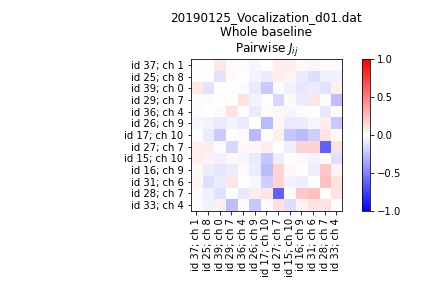 20190125_Vocalization_d01.dat
Whole baseline
Pairwise J_ij
id 37; ch 1
id 25; ch 8
id 39; ch 0
id 29; ch 7
id 36; ch 4
id 26; ch 9
id 17; ch 10
id 27; ch 7
id 15; ch 10
id 16; ch 9
id 31; ch 6
id 28; ch 7
id 33; ch 4
1.0
0.5
0.0
−0.5
−1.0
id 37; ch 1
id 25; ch 8
id 39; ch 0
id 29; ch 7
id 36; ch 4
id 26; ch 9
id 17; ch 10
id 27; ch 7
id 15; ch 10
id 16; ch 9
id 31; ch 6
id 28; ch 7
id 33; ch 4